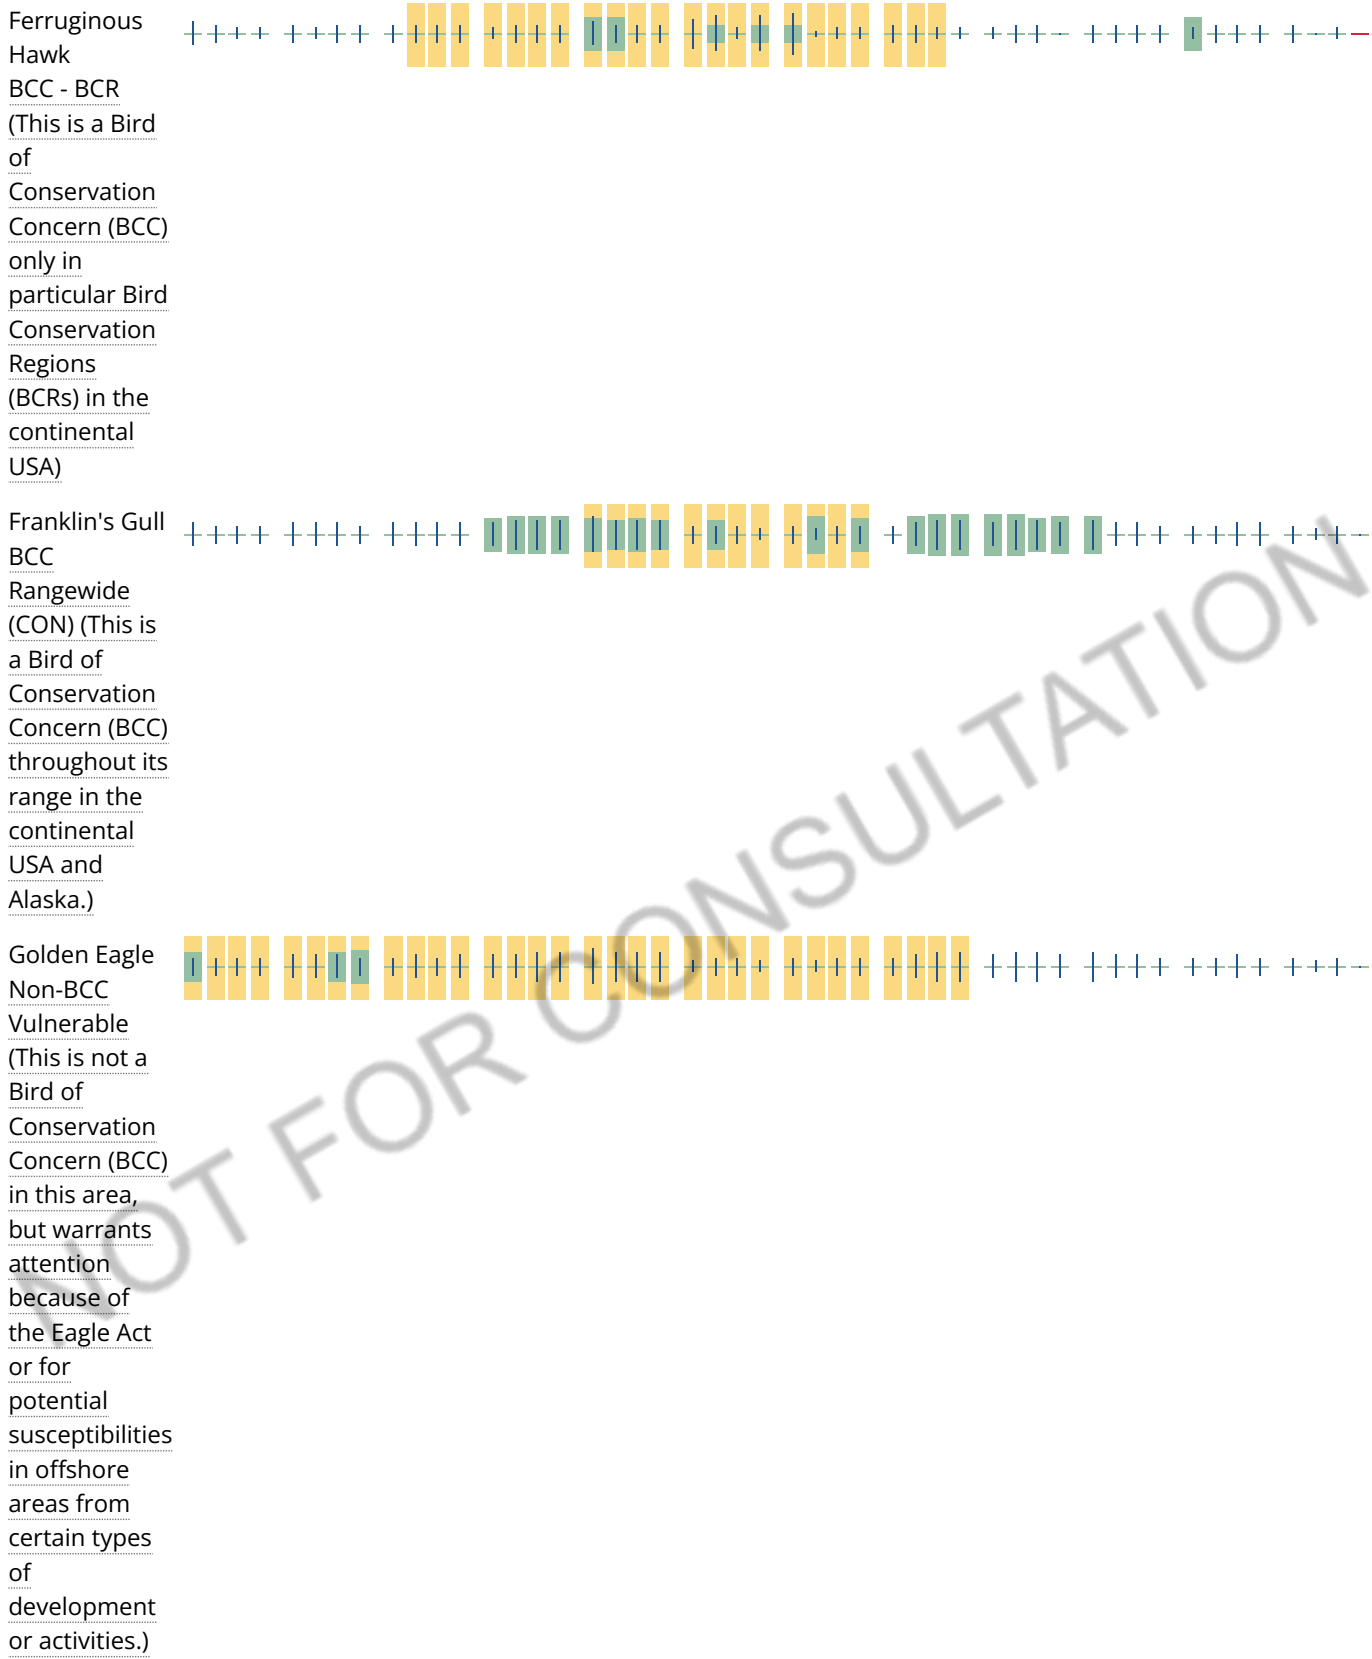 Ferruginous
Hawk
BCC - BCR
(This is a Bird
of
Conservation
Concern (BCC)
only in
particular Bird
Conservation
Regions
(BCRs) in the
continental
USA)
Franklin's Gull
BCC
Rangewide
(CON) (This is
a Bird of
Conservation
Concern (BCC)
throughout its
range in the
continental
USA and
Alaska.)
Golden Eagle
Non-BCC
Vulnerable
(This is not a
Bird of
Conservation
Concern (BCC)
in this area,
but warrants
attention
because of
the Eagle Act
or for
potential
susceptibilities
in offshore
areas from
certain types
of
development
or activities.)
NOT FOR CONSULTATION